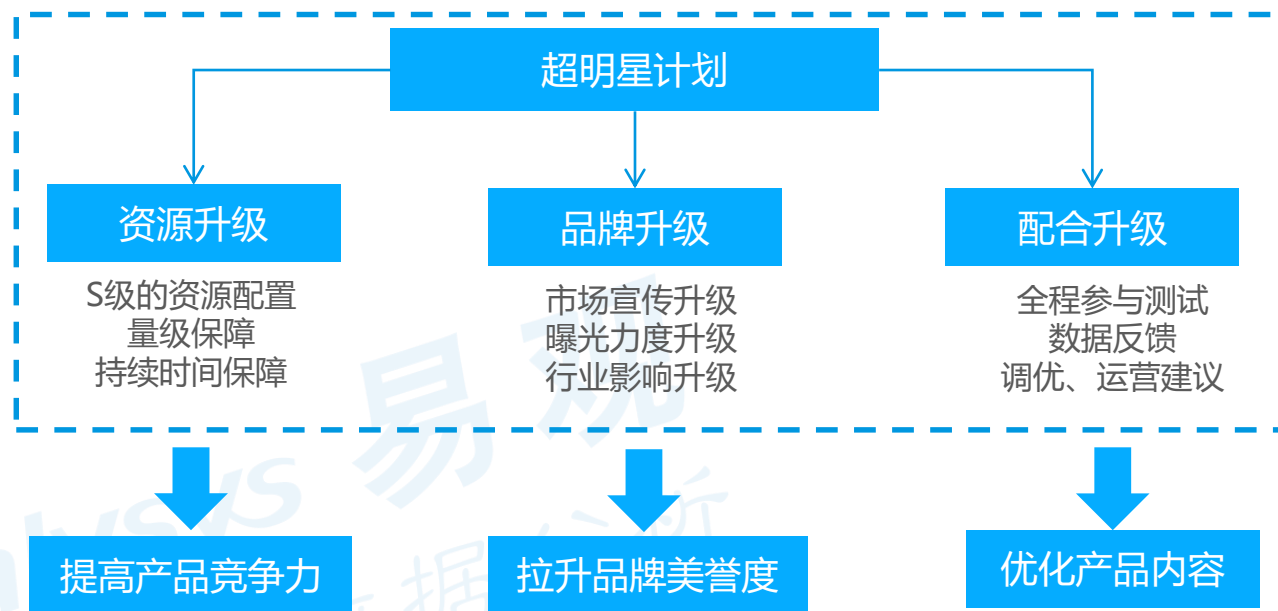 超明星计划
资源升级
品牌升级
配合升级
S级的资源配置
量级保障
持续时间保障
市场宣传升级
曝光力度升级
行业影响升级
全程参与测试
数据反馈
调优、运营建议
提高产品竞争力
拉升品牌美誉度
优化产品内容
易观